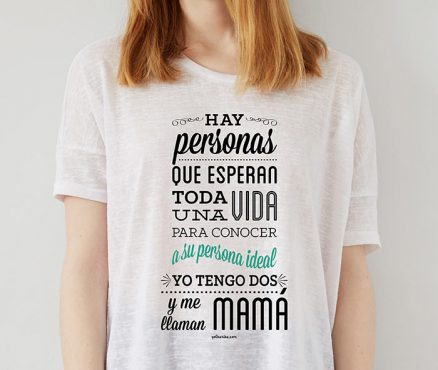 HAY
personas
QUE ESPERAN
TODA
UNA VIDA
PARA CONOCER
a su persona ideal
YO TENGO DOS
y me
llaman MAMÁ